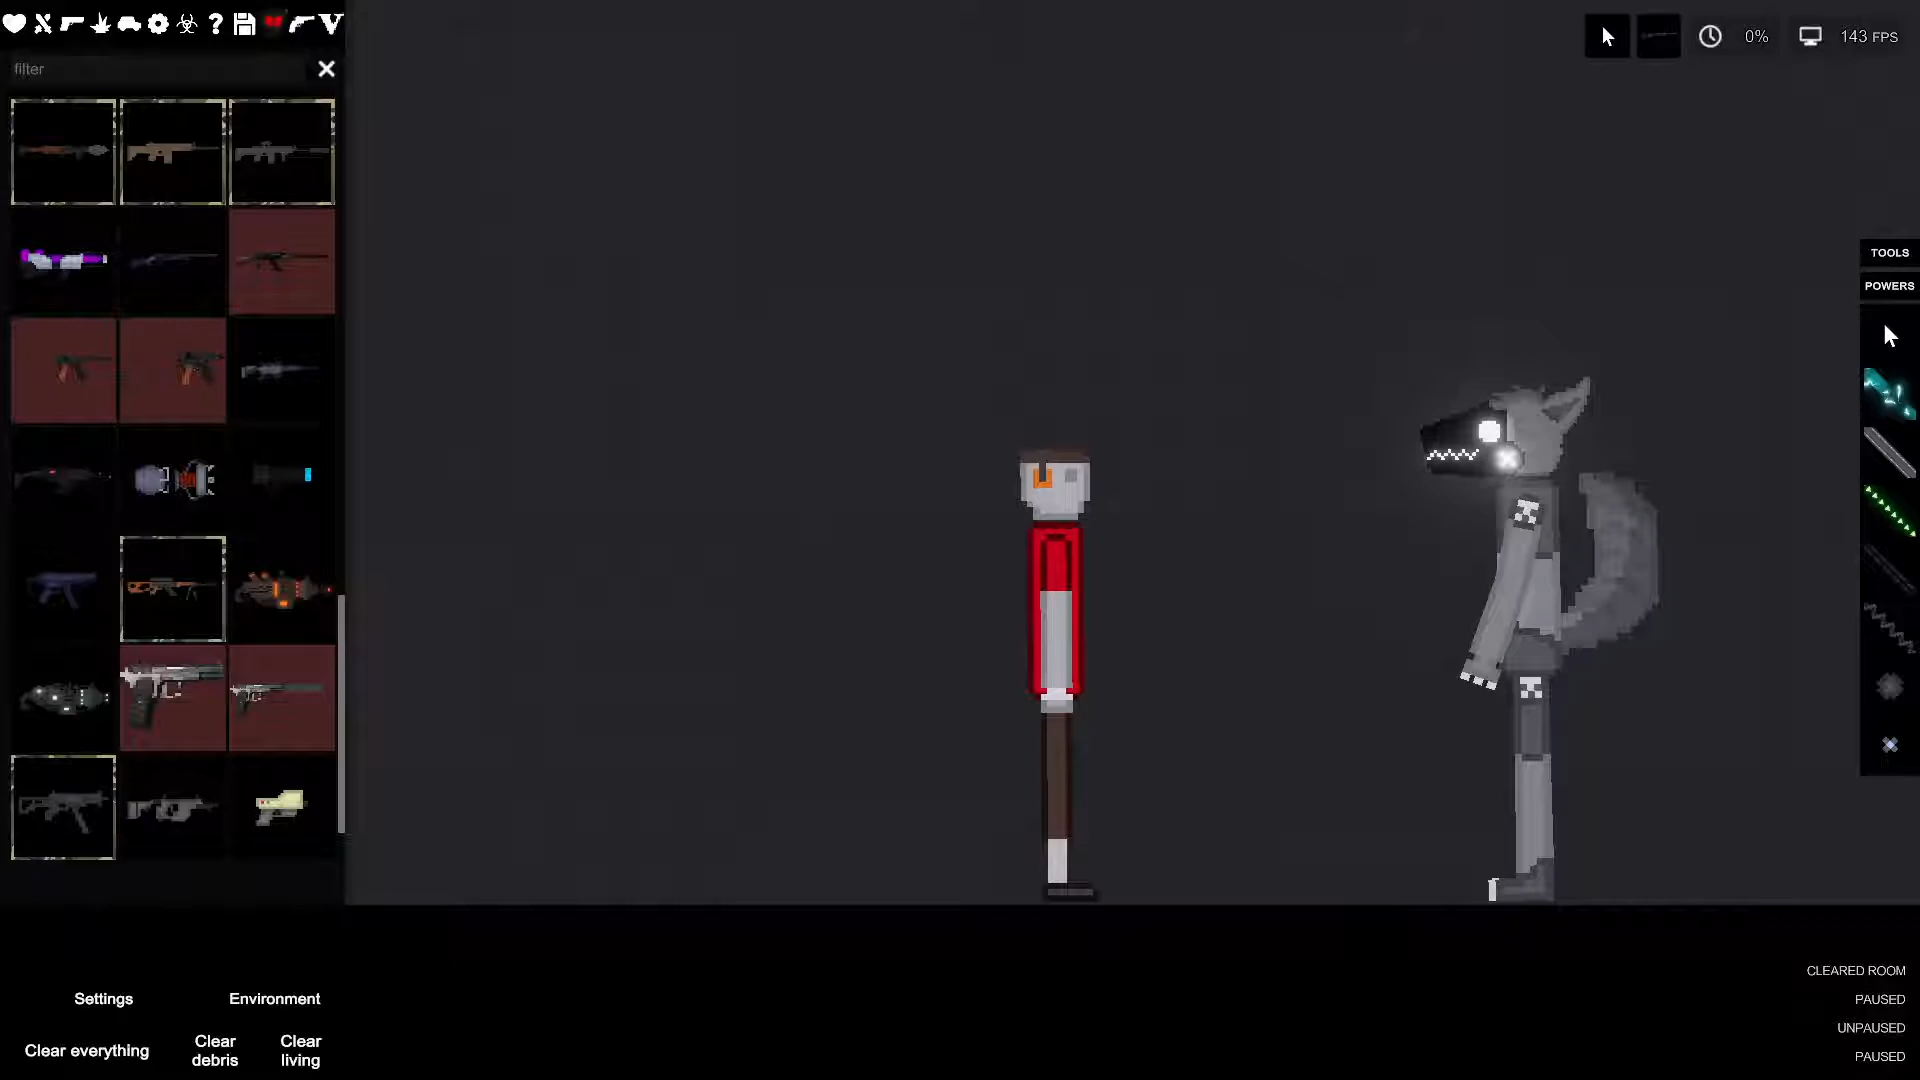 filter
0%
143 FPS
TOOLS
POWERS
Settings
Environment
Clear everything
Clear
debris
Clear
living
CLEARED ROOM
PAUSED
UNPAUSED
PAUSED